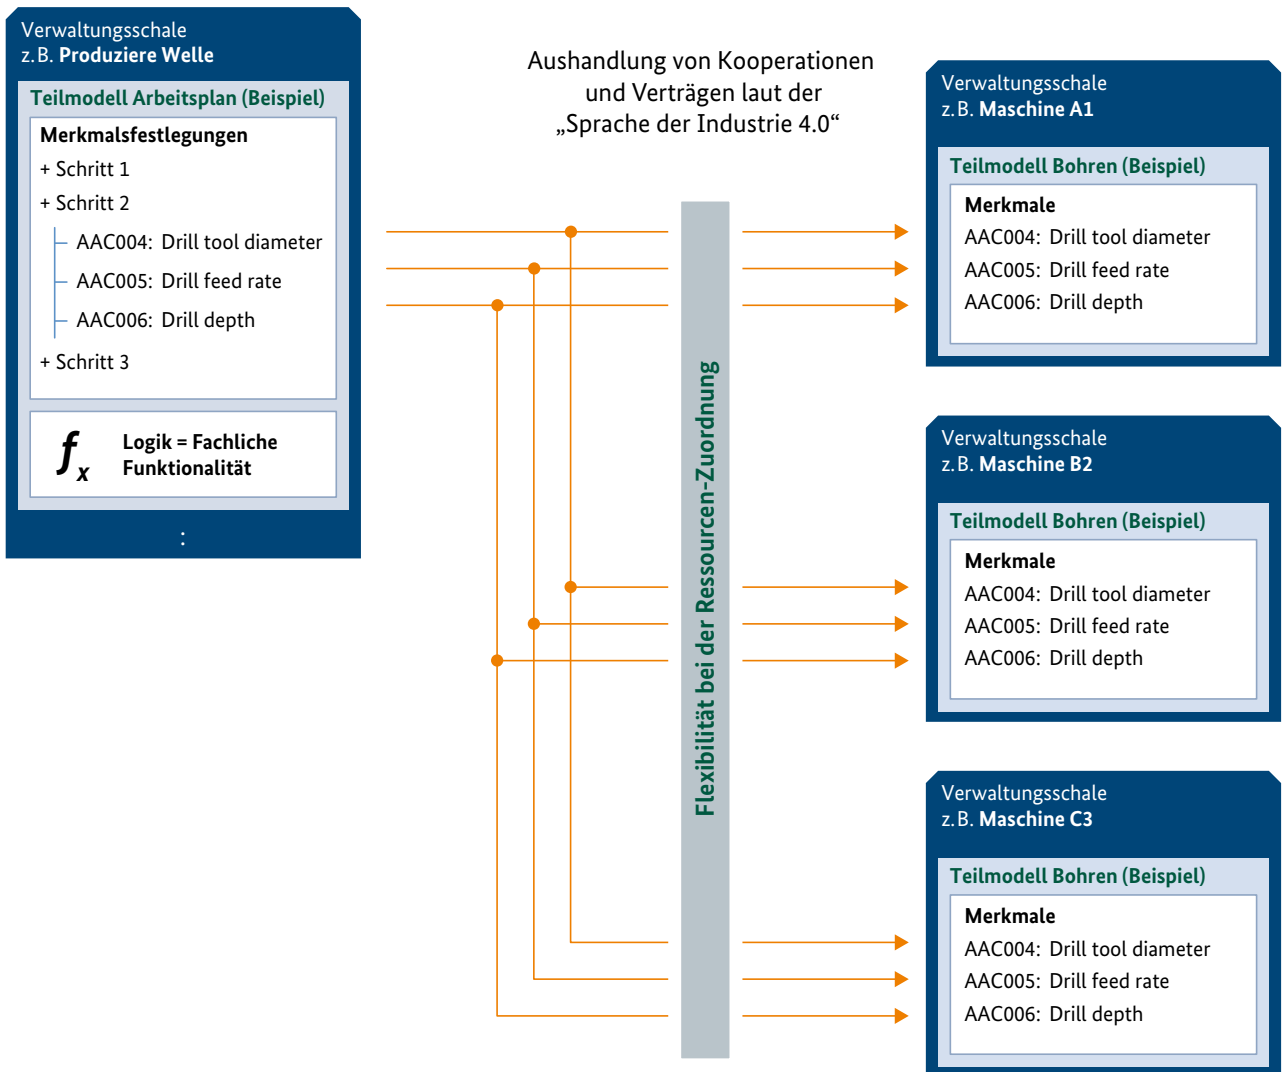 Verwaltungsschale
z.B. Produziere Welle
Teilmodell Arbeitsplan (Beispiel)
Merkmalsfestlegungen
+ Schritt 1
+ Schritt 2
AAC004: Drill tool diameter
AAC005: Drill feed rate
AAC006: Drill depth
+ Schritt 3
fx
Logik = Fachliche
Funktionalität
:
Aushandlung von Kooperationen
und Verträgen laut der
„Sprache der Industrie 4.0“
Flexibilität bei der Ressourcen-Zuordnung
Verwaltungsschale
z.B. Maschine A1
Teilmodell Bohren (Beispiel)
Merkmale
AAC004: Drill tool diameter
AAC005: Drill feed rate
AAC006: Drill depth
Verwaltungsschale
z.B. Maschine B2
Teilmodell Bohren (Beispiel)
Merkmale
AAC004: Drill tool diameter
AAC005: Drill feed rate
AAC006: Drill depth
Verwaltungsschale
z.B. Maschine C3
Teilmodell Bohren (Beispiel)
Merkmale
AAC004: Drill tool diameter
AAC005: Drill feed rate
AAC006: Drill depth